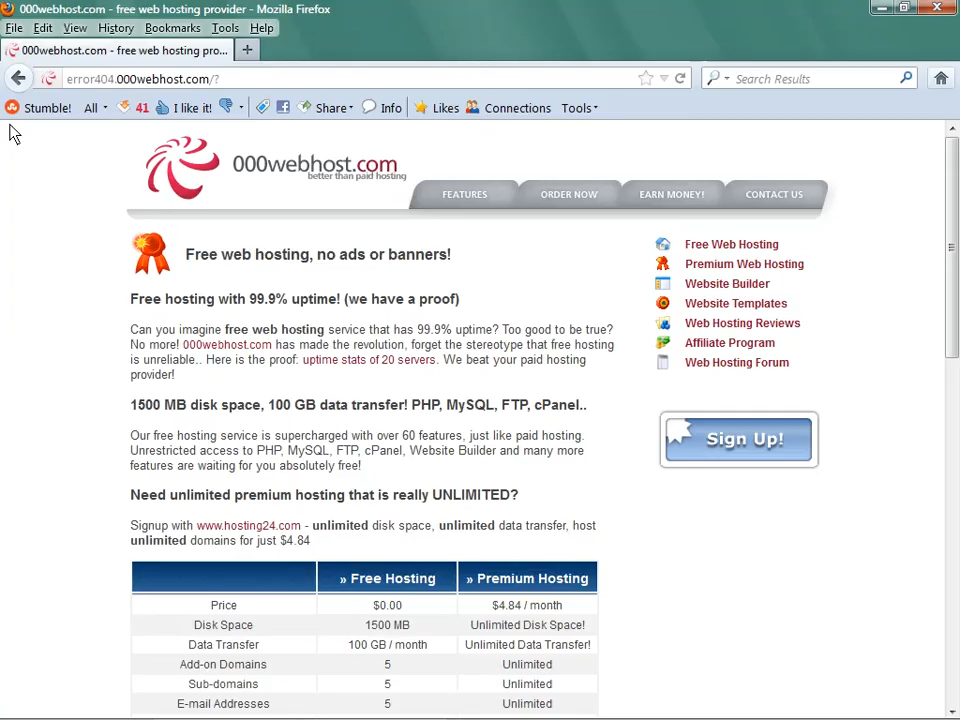 000webhost.com - free web hosting provider - Mozilla Firefox
File Edit View History Bookmarks Tools Help
000webhost.com - free web hosting pro... +
error404.000webhost.com/? Search Results
Stumble! All 41 I like it! Share Info Likes Connections Tools
000webhost.com
better than paid hosting
FEATURES ORDER NOW EARN MONEY! CONTACT US
Free web hosting, no ads or banners!
Free hosting with 99.9% uptime! (we have a proof)
Can you imagine free web hosting service that has 99.9% uptime? Too good to be true?
No more! 000webhost.com has made the revolution, forget the stereotype that free hosting
is unreliable.. Here is the proof: uptime stats of 20 servers. We beat your paid hosting
provider!
1500 MB disk space, 100 GB data transfer! PHP, MySQL, FTP, cPanel..
Our free hosting service is supercharged with over 60 features, just like paid hosting.
Unrestricted access to PHP, MySQL, FTP, cPanel, Website Builder and many more
features are waiting for you absolutely free!
Need unlimited premium hosting that is really UNLIMITED?
Signup with www.hosting24.com - unlimited disk space, unlimited data transfer, host
unlimited domains for just $4.84
» Free Hosting » Premium Hosting
Price $0.00 $4.84 / month
Disk Space 1500 MB Unlimited Disk Space!
Data Transfer 100 GB / month Unlimited Data Transfer!
Add-on Domains 5 Unlimited
Sub-domains 5 Unlimited
E-mail Addresses 5 Unlimited
Free Web Hosting
Premium Web Hosting
Website Builder
Website Templates
Web Hosting Reviews
Affiliate Program
Web Hosting Forum
Sign Up!